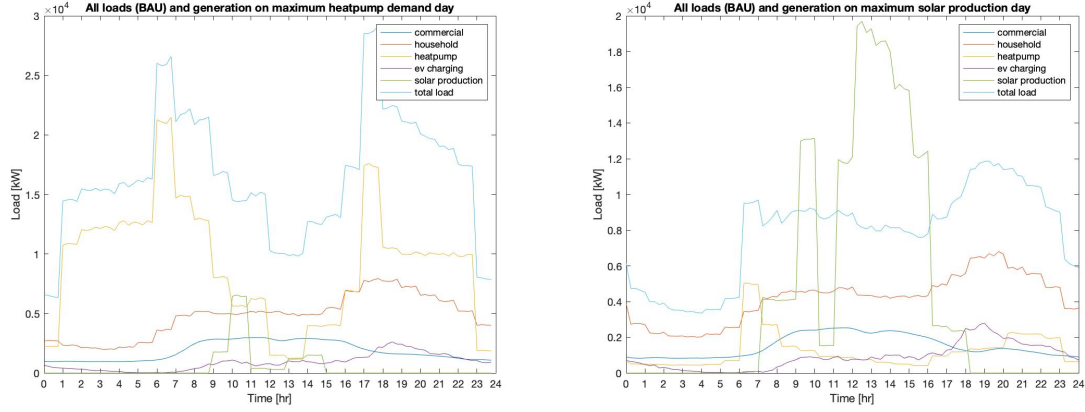 All loads (BAU) and generation on maximum heatpump demand day
×10⁴
3
2.5
2
1.5
1
0.5
0
Load [kW]
commercial
household
heatpump
ev charging
solar production
total load
0 1 2 3 4 5 6 7 8 9 10 11 12 13 14 15 16 17 18 19 20 21 22 23 24
Time [hr]
All loads (BAU) and generation on maximum solar production day
×10⁴
2
1.8
1.6
1.4
1.2
1
0.8
0.6
0.4
0.2
0
Load [kW]
commercial
household
heatpump
ev charging
solar production
total load
0 1 2 3 4 5 6 7 8 9 10 11 12 13 14 15 16 17 18 19 20 21 22 23 24
Time [hr]